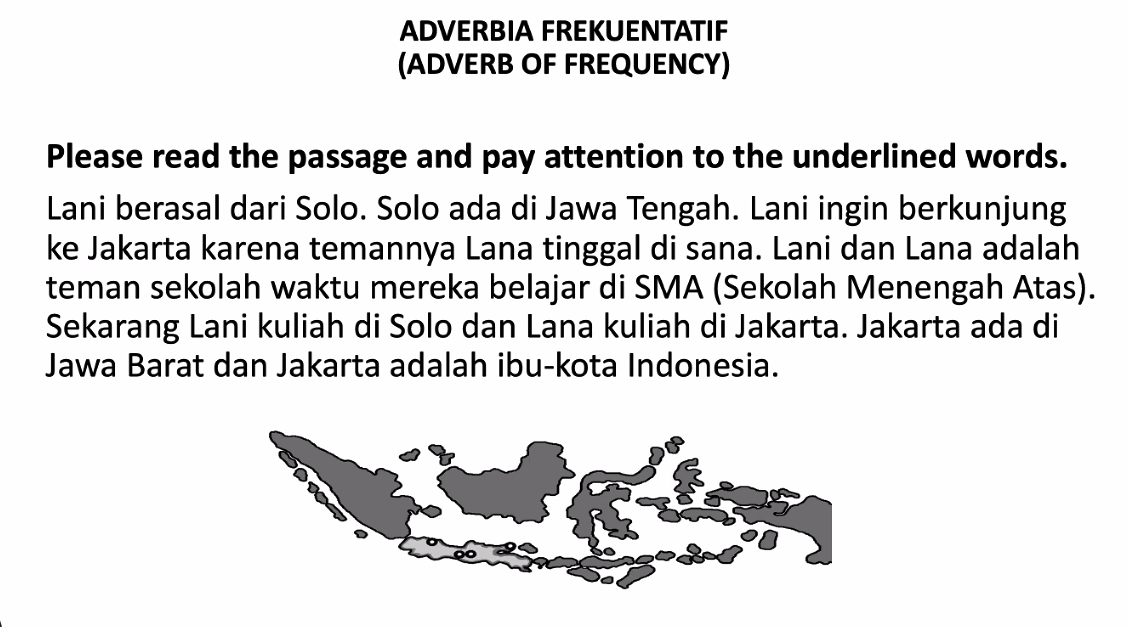 ADVERBIA FREKUENTATIF
(ADVERB OF FREQUENCY)
Please read the passage and pay attention to the underlined words.
Lani berasal dari Solo. Solo ada di Jawa Tengah. Lani ingin berkunjung
ke Jakarta karena temannya Lana tinggal di sana. Lani dan Lana adalah
teman sekolah waktu mereka belajar di SMA (Sekolah Menengah Atas).
Sekarang Lani kuliah di Solo dan Lana kuliah di Jakarta. Jakarta ada di
Jawa Barat dan Jakarta adalah ibu-kota Indonesia.